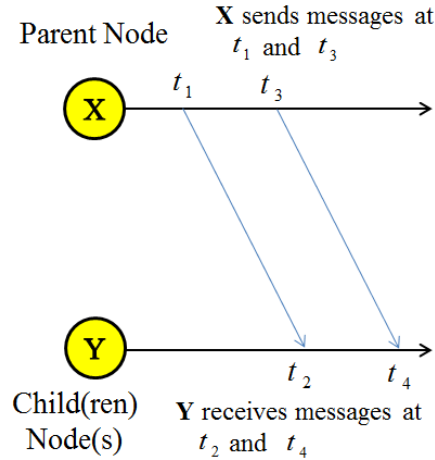 Parent Node
X sends messages at
t1 and t3
X
t1
t3
Y
t2
t4
Child(ren)
Node(s)
Y receives messages at
t2 and t4